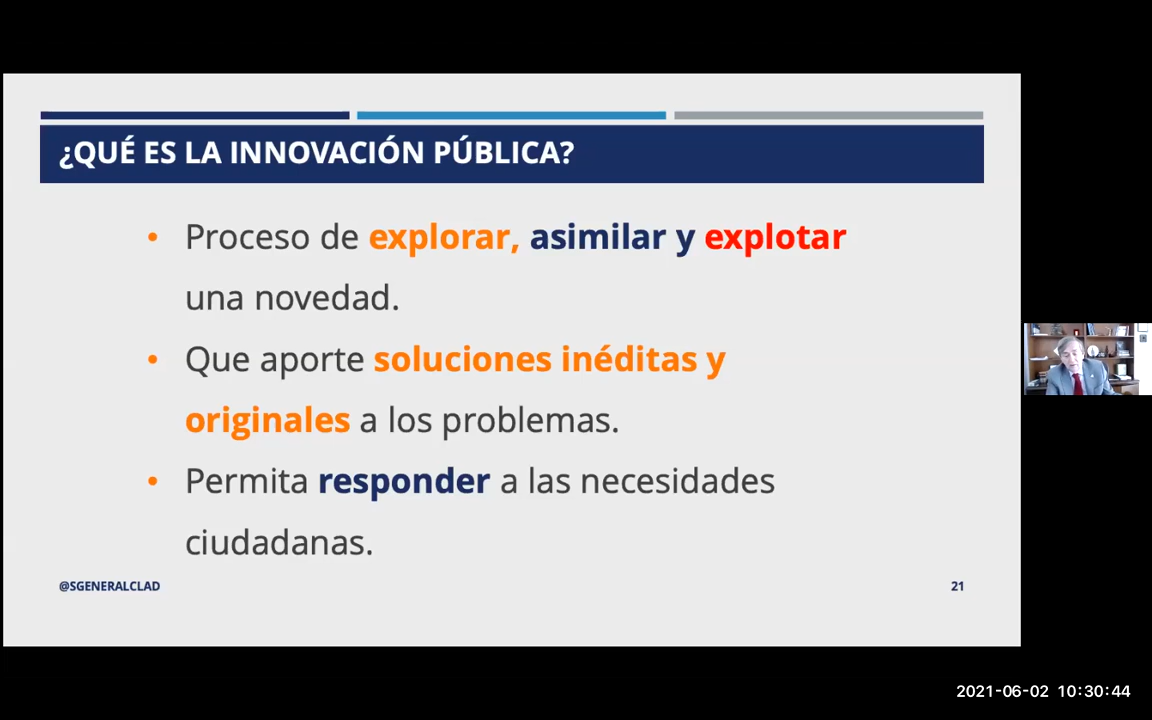 ¿QUÉ ES LA INNOVACIÓN PÚBLICA?
• Proceso de explorar, asimilar y explotar
una novedad.
• Que aporte soluciones inéditas y
originales a los problemas.
• Permita responder a las necesidades
ciudadanas.
@SGENERALCLAD
21
2021-06-02 10:30:44